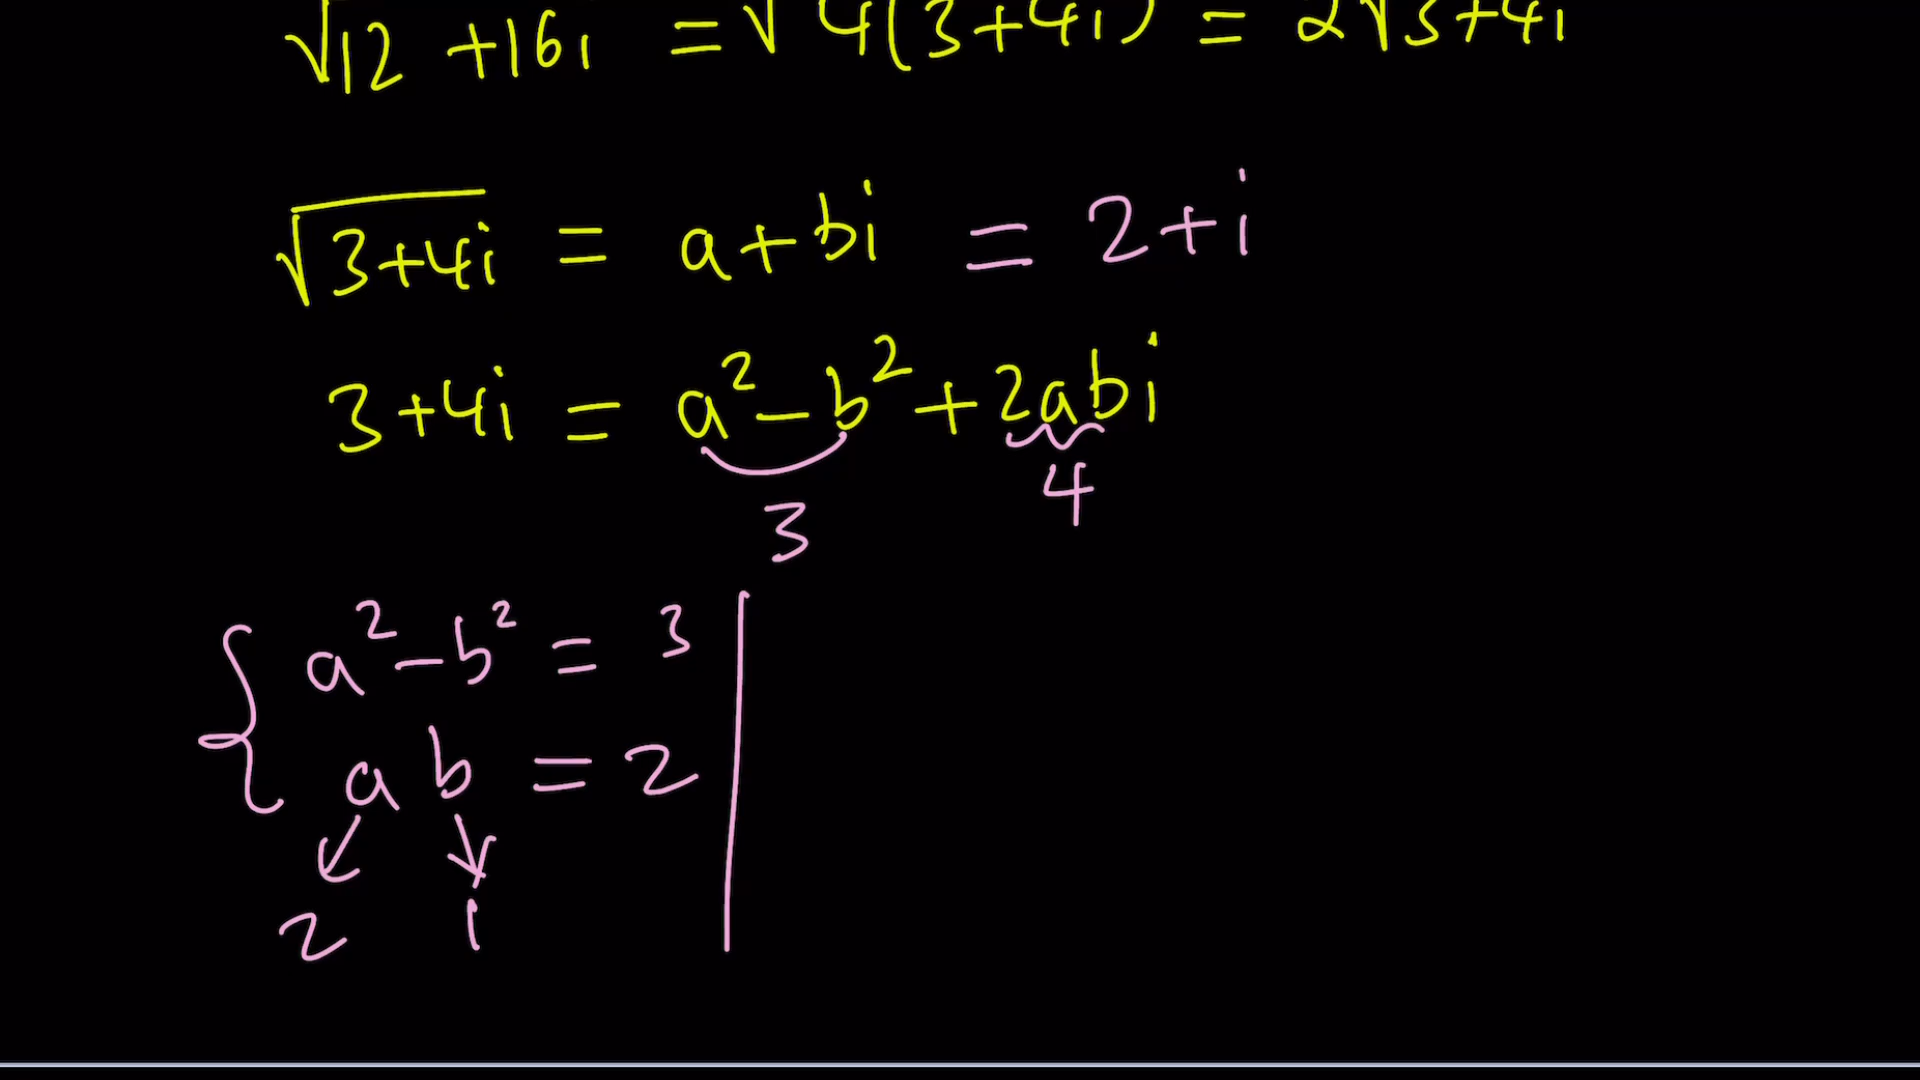 √12 + 16i = √4(3+4i) = 2√3+4i
√3+4i = a+bi = 2+i
3+4i = a² - b² + 2abi
3 4
a² - b² = 3
ab = 2
2 1